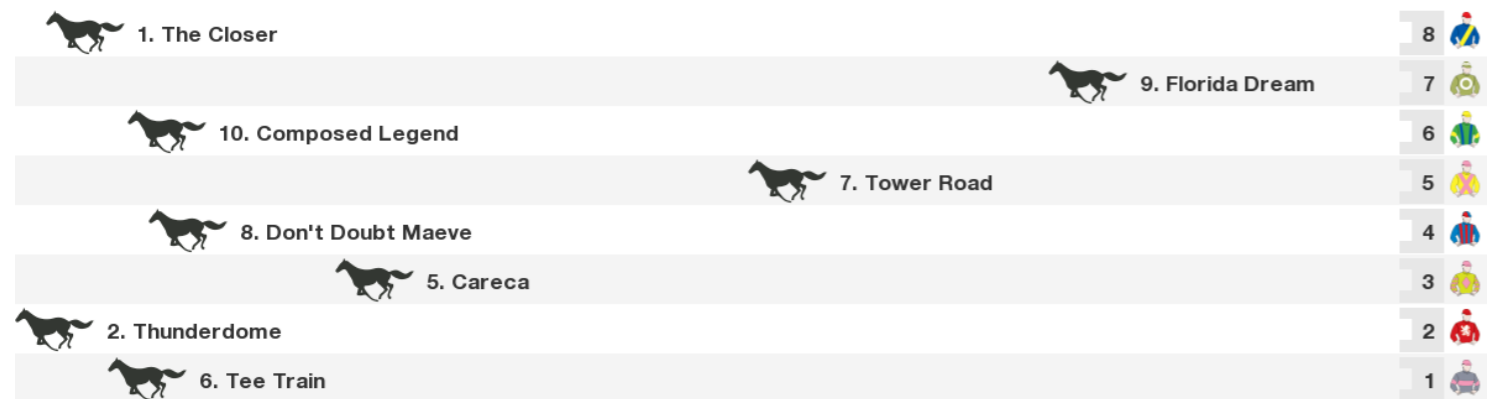 1. The Closer 8
9. Florida Dream 7
10. Composed Legend 6
7. Tower Road 5
8. Don't Doubt Maeve 4
5. Careca 3
2. Thunderdome 2
6. Tee Train 1